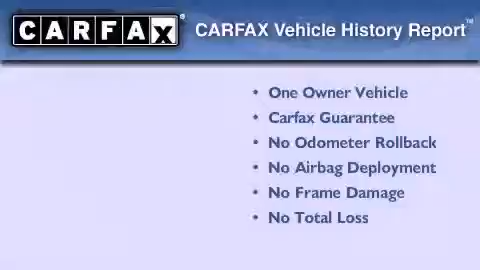 CARFAX® CARFAX Vehicle History Report™
• One Owner Vehicle
• Carfax Guarantee
• No Odometer Rollback
• No Airbag Deployment
• No Frame Damage
• No Total Loss